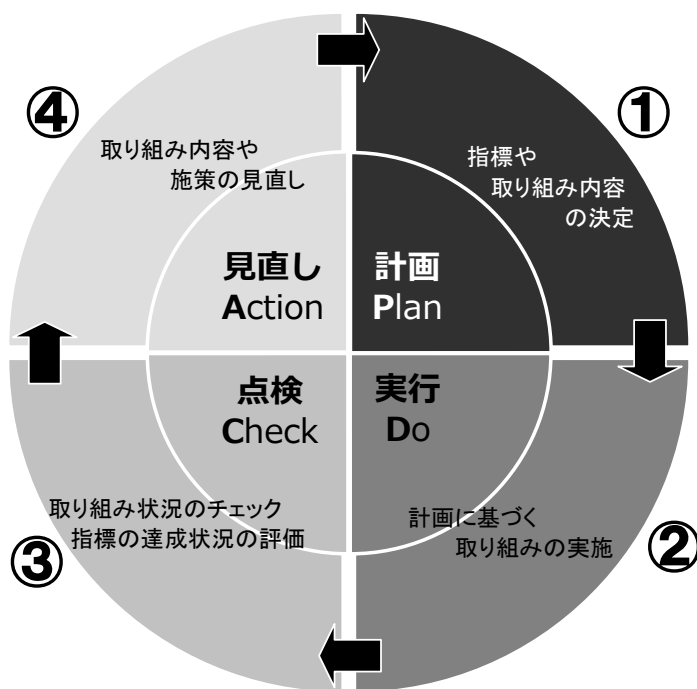 ①
指標や
取り組み内容
の決定
計画
Plan
②
実行
Do
計画に基づく
取り組みの実施
③
点検
Check
取り組み状況のチェック
指標の達成状況の評価
④
取り組み内容や
施策の見直し
見直し
Action